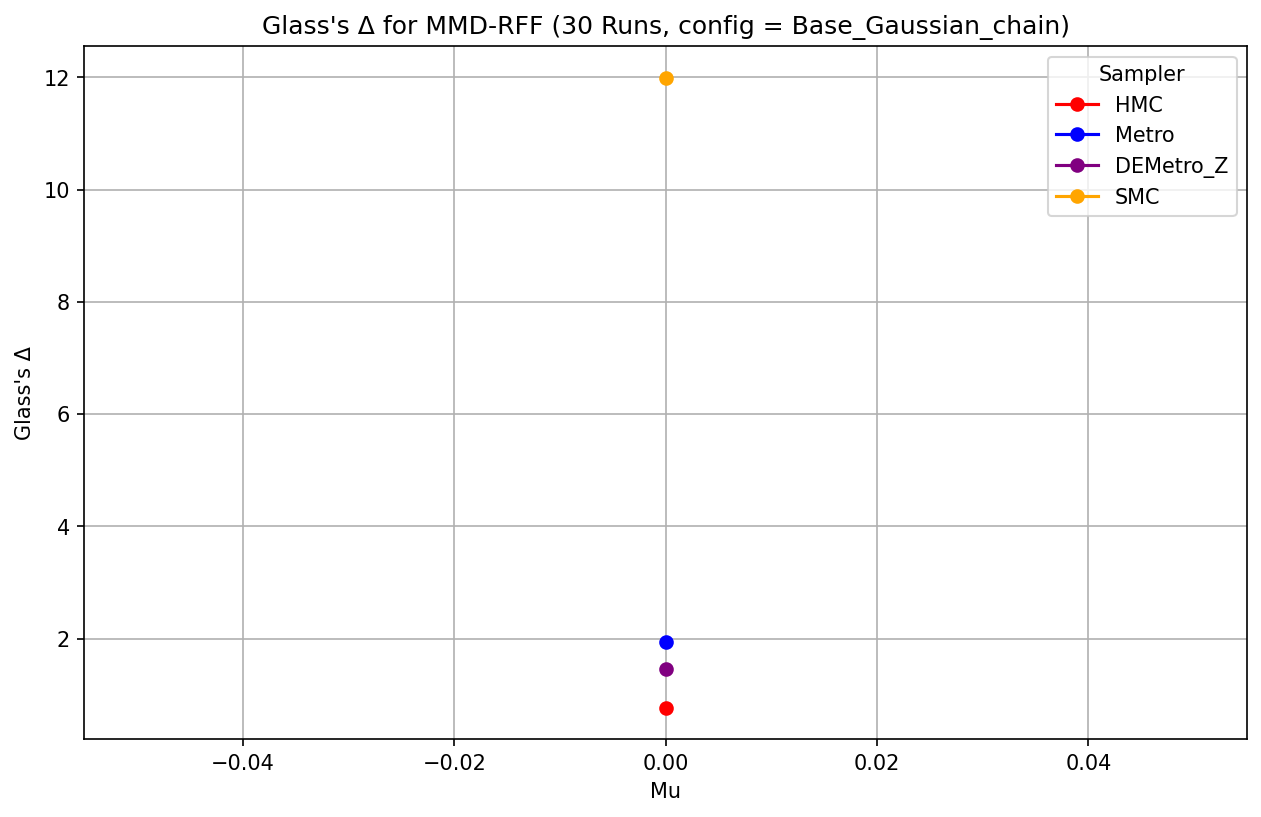 Glass's Δ for MMD-RFF (30 Runs, config = Base_Gaussian_chain)
Glass's Δ
12
10
8
6
4
2
Sampler
HMC
Metro
DEMetro_Z
SMC
−0.04
−0.02
0.00
0.02
0.04
Mu